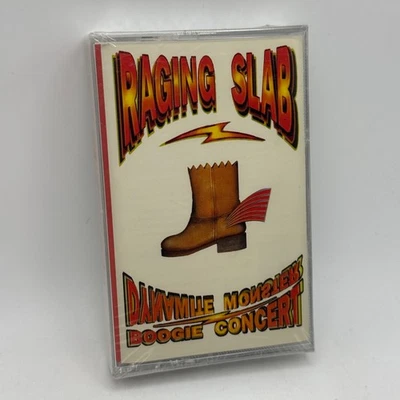 RAGING SLAB
DYNAMITE MONSTER
BOOGIE CONCERT